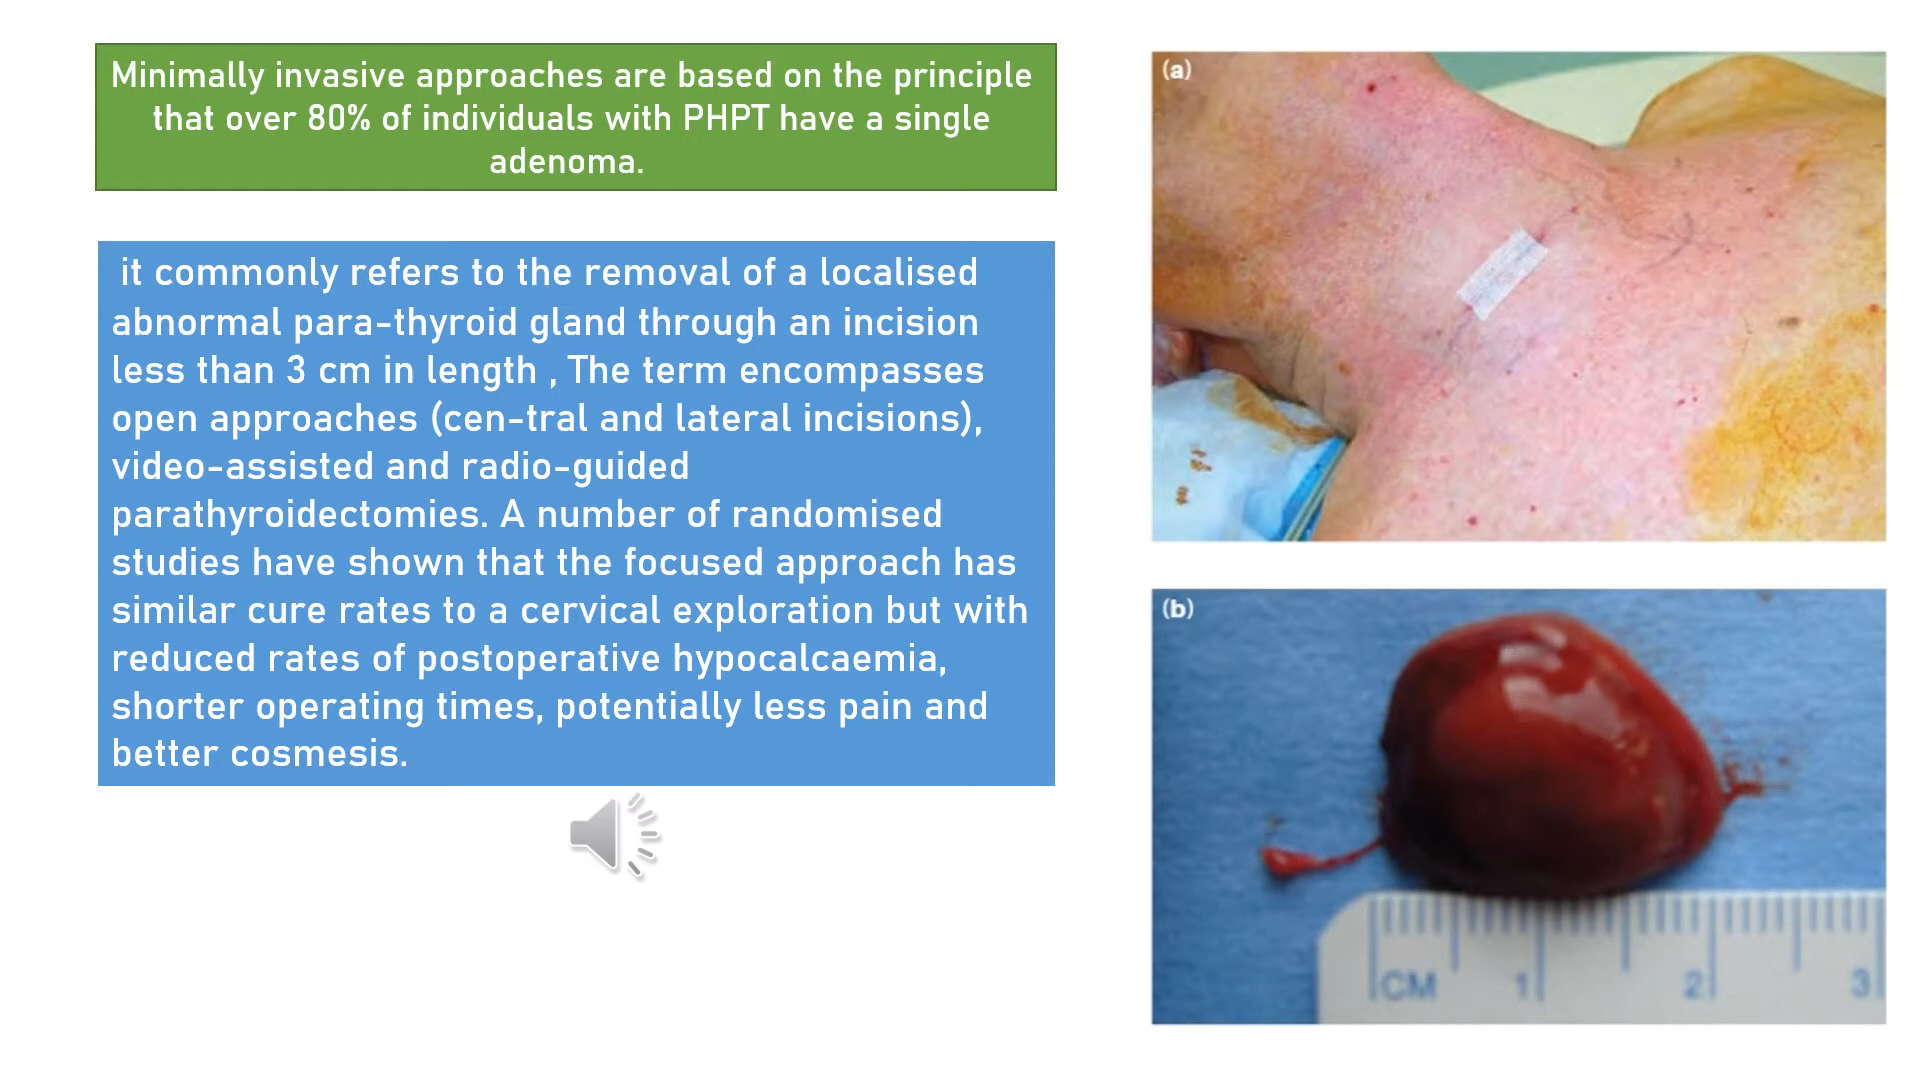 Minimally invasive approaches are based on the principle
that over 80% of individuals with PHPT have a single
adenoma.
it commonly refers to the removal of a localised
abnormal para-thyroid gland through an incision
less than 3 cm in length , The term encompasses
open approaches (cen-tral and lateral incisions),
video-assisted and radio-guided
parathyroidectomies. A number of randomised
studies have shown that the focused approach has
similar cure rates to a cervical exploration but with
reduced rates of postoperative hypocalcaemia,
shorter operating times, potentially less pain and
better cosmesis.
(a)
(b)
CM 1 2 3